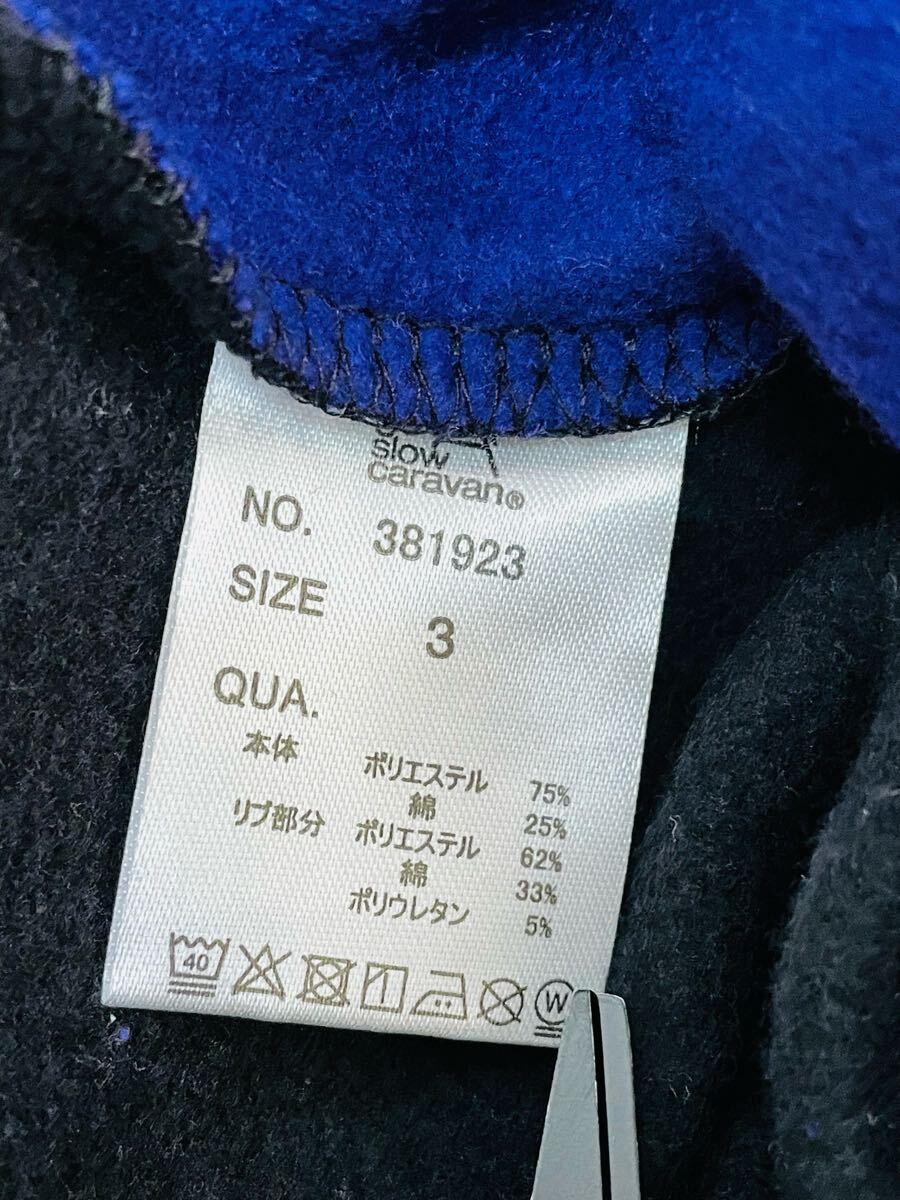 slow
caravan®
NO. 381923
SIZE 3
QUA.
本体 ポリエステル 75%
綿 25%
リブ部分 ポリエステル 62%
綿 33%
ポリウレタン 5%
40 W